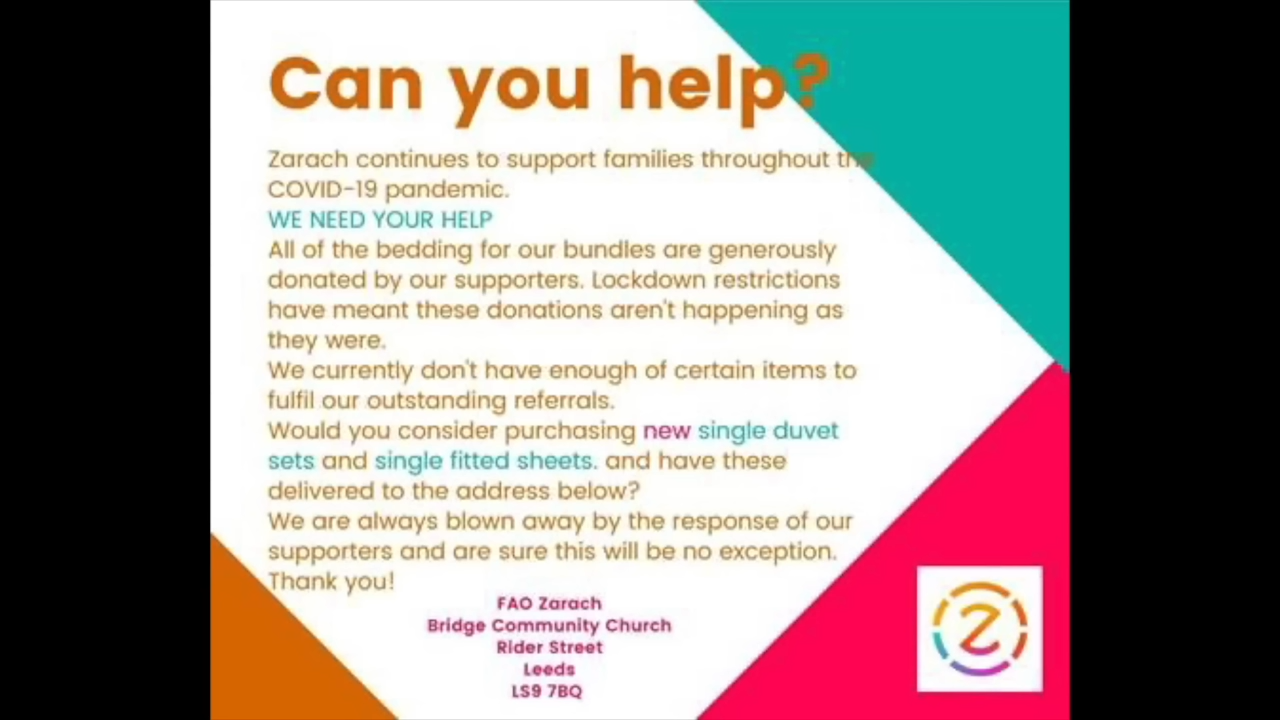 Can you help?
Zarach continues to support families throughout the
COVID-19 pandemic.
WE NEED YOUR HELP
All of the bedding for our bundles are generously
donated by our supporters. Lockdown restrictions
have meant these donations aren't happening as
they were.
We currently don't have enough of certain items to
fulfil our outstanding referrals.
Would you consider purchasing new single duvet
sets and single fitted sheets. and have these
delivered to the address below?
We are always blown away by the response of our
supporters and are sure this will be no exception.
Thank you!
FAO Zarach
Bridge Community Church
Rider Street
Leeds
LS9 7BQ
Z